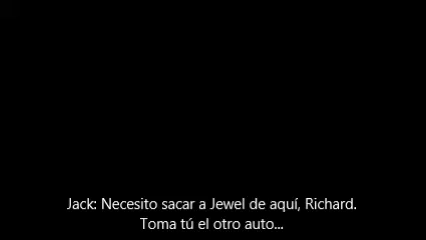 Jack: Necesito sacar a Jewel de aquí, Richard.
Toma tú el otro auto...